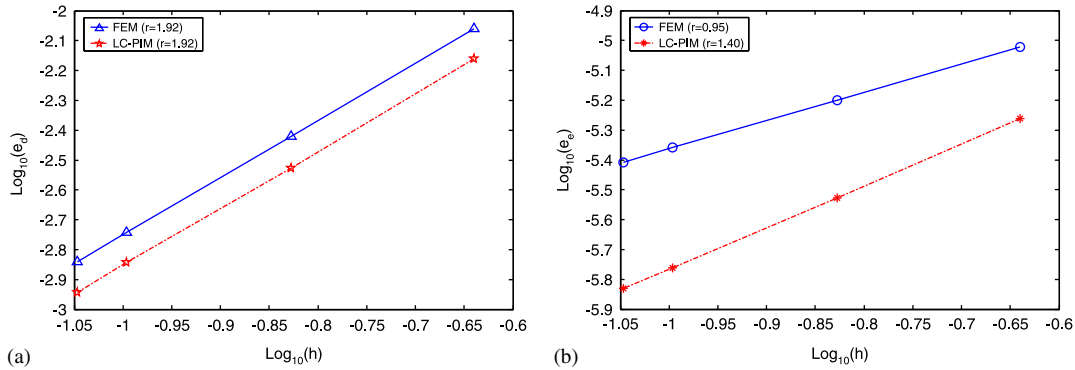 FEM (r=1.92)
LC-PIM (r=1.92)
-2
-2.1
-2.2
-2.3
-2.4
-2.5
-2.6
-2.7
-2.8
-2.9
-3
Log10(ed)
-1.05 -1 -0.95 -0.9 -0.85 -0.8 -0.75 -0.7 -0.65 -0.6
Log10(h)
(a)
FEM (r=0.95)
LC-PIM (r=1.40)
-4.9
-5
-5.1
-5.2
-5.3
-5.4
-5.5
-5.6
-5.7
-5.8
-5.9
Log10(ee)
-1.05 -1 -0.95 -0.9 -0.85 -0.8 -0.75 -0.7 -0.65 -0.6
Log10(h)
(b)